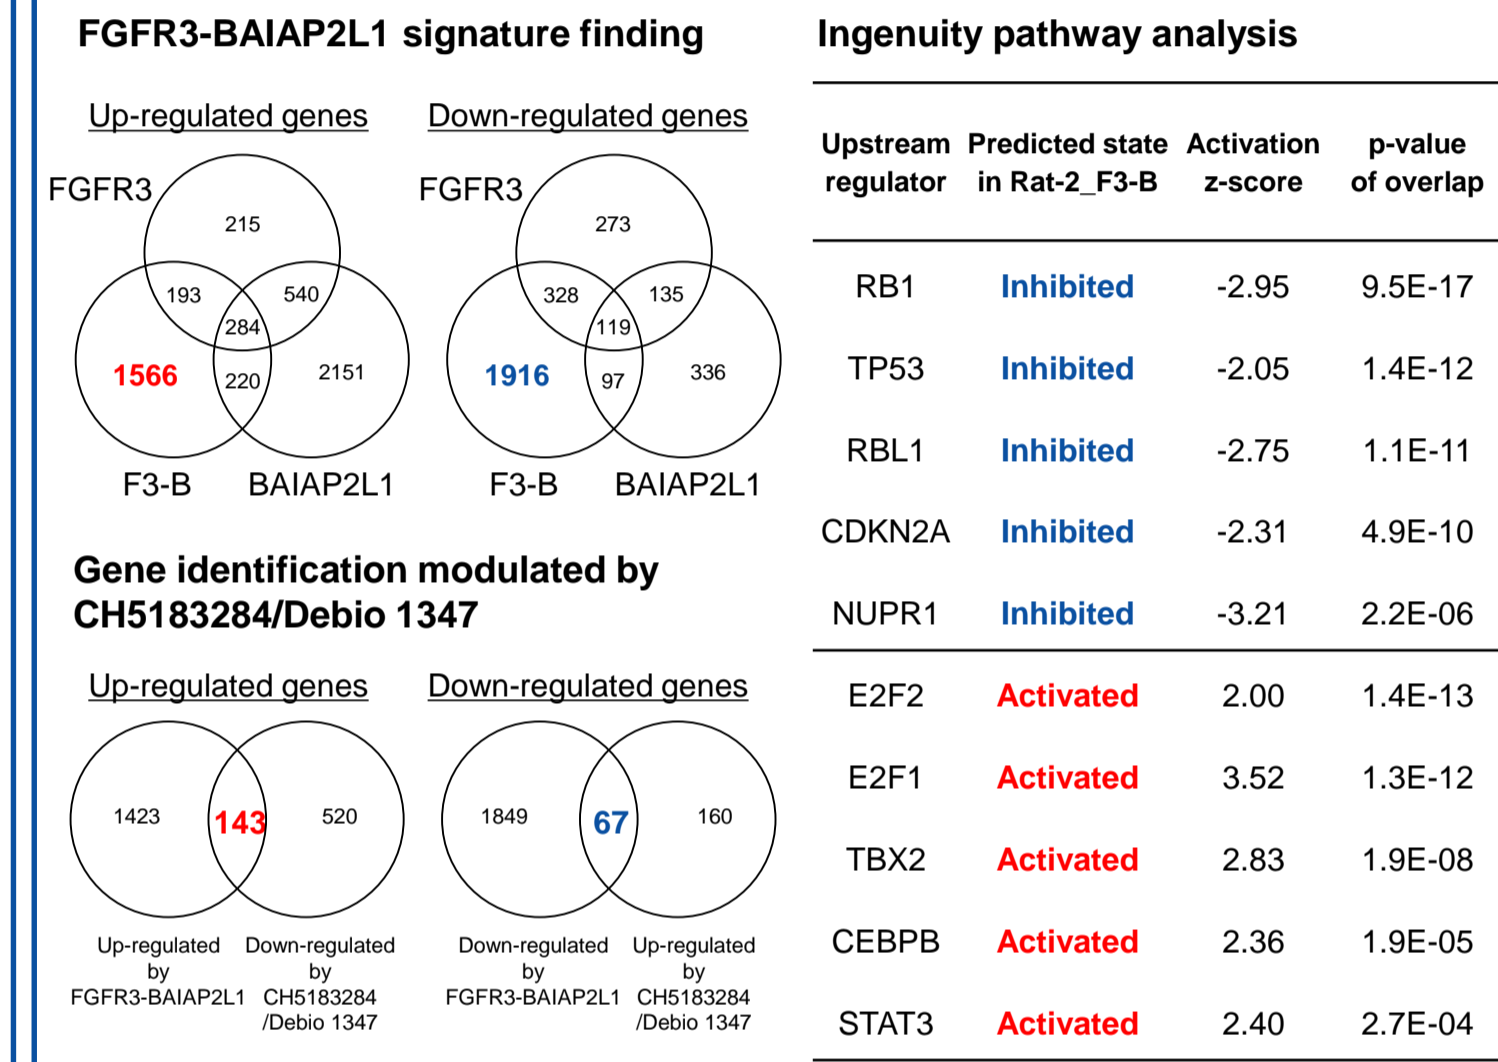 FGFR3-BAIAP2L1 signature finding
Up-regulated genes
Down-regulated genes
FGFR3
215
193
540
284
1566
220
2151
F3-B
BAIAP2L1
FGFR3
273
328
135
119
1916
97
336
F3-B
BAIAP2L1
Gene identification modulated by
CH5183284/Debio 1347
Up-regulated genes
Down-regulated genes
1423
143
520
Up-regulated
by
FGFR3-BAIAP2L1
Down-regulated
by
CH5183284
/Debio 1347
1849
67
160
Down-regulated
by
FGFR3-BAIAP2L1
Up-regulated
by
CH5183284
/Debio 1347
Ingenuity pathway analysis
Upstream Predicted state Activation p-value
regulator in Rat-2_F3-B z-score of overlap
RB1 Inhibited -2.95 9.5E-17
TP53 Inhibited -2.05 1.4E-12
RBL1 Inhibited -2.75 1.1E-11
CDKN2A Inhibited -2.31 4.9E-10
NUPR1 Inhibited -3.21 2.2E-06
E2F2 Activated 2.00 1.4E-13
E2F1 Activated 3.52 1.3E-12
TBX2 Activated 2.83 1.9E-08
CEBPB Activated 2.36 1.9E-05
STAT3 Activated 2.40 2.7E-04